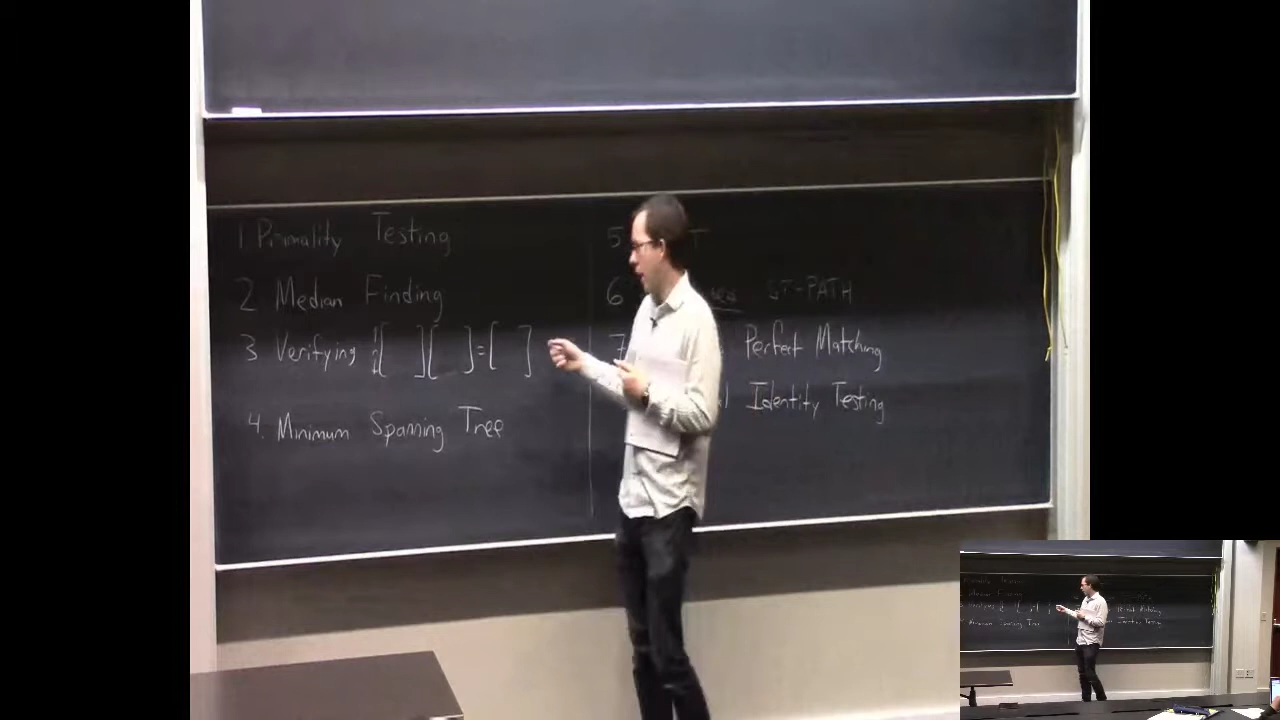 1 Primality Testing
2 Median Finding
3 Verifying [ ][ ]=[ ]
4. Minimum Spanning Tree
5
6 ST-PATH
7 Perfect Matching
Identity Testing